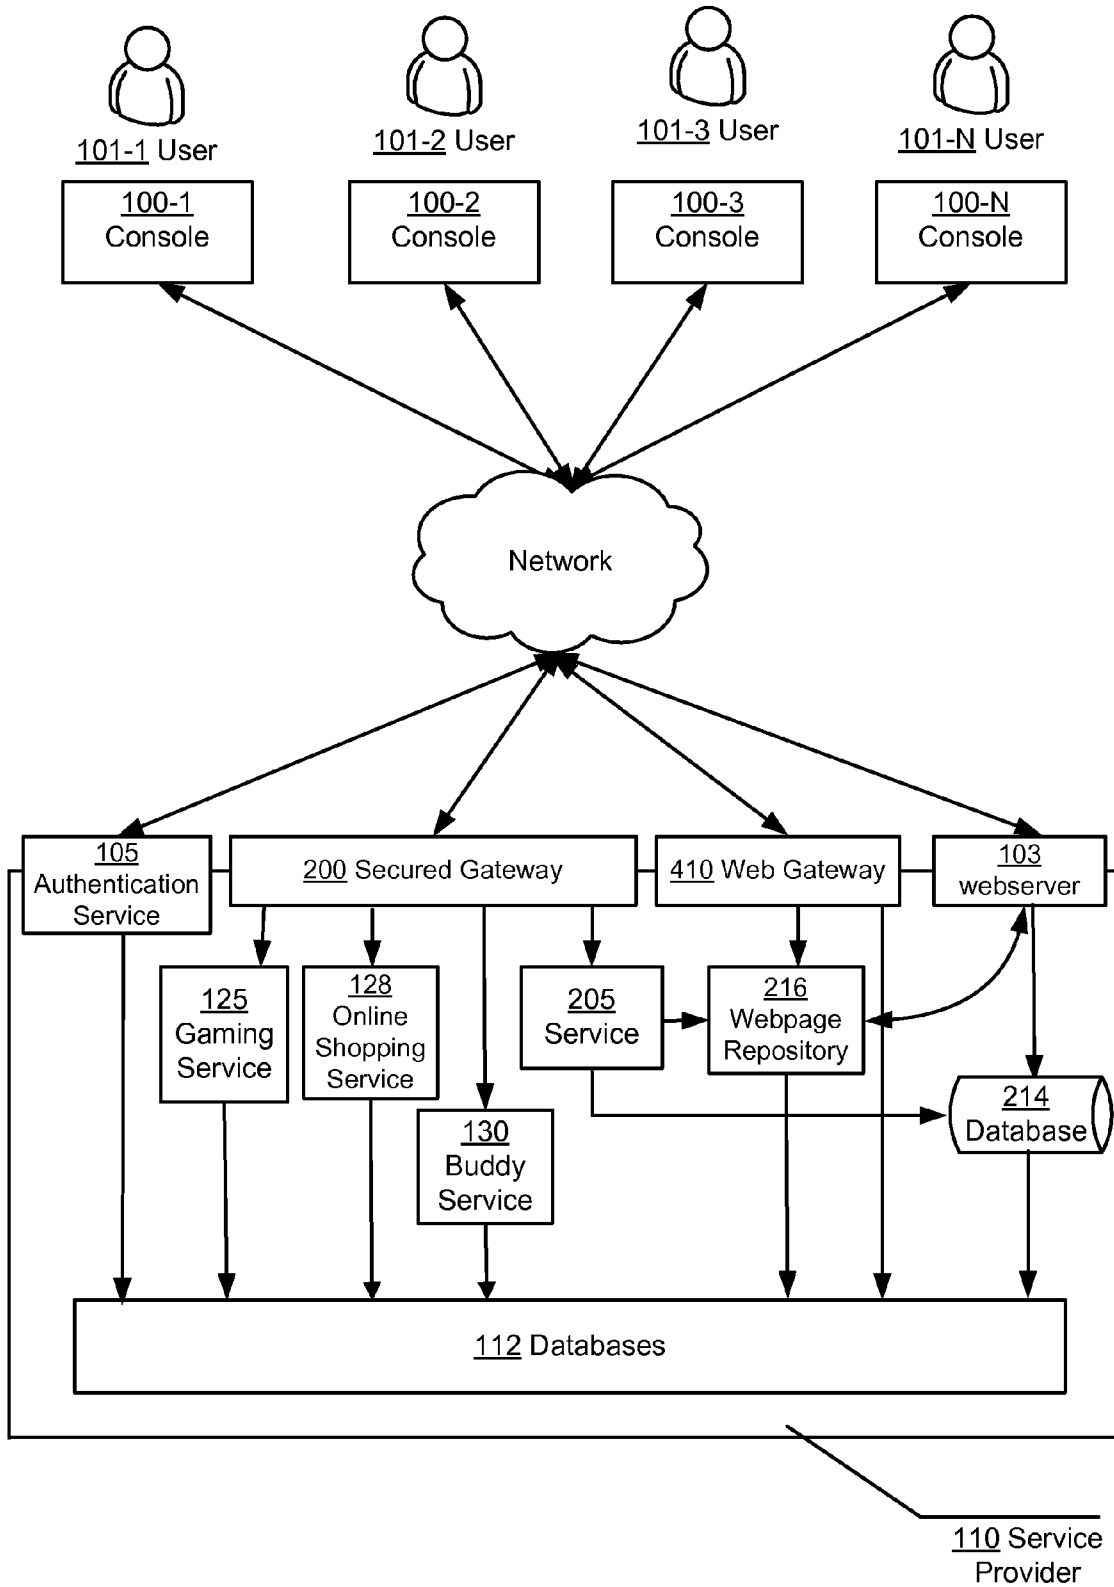 101-1 User
101-2 User
101-3 User
101-N User
100-1
Console
100-2
Console
100-3
Console
100-N
Console
Network
105
Authentication
Service
200 Secured Gateway
410 Web Gateway
103
webserver
125
Gaming
Service
128
Online
Shopping
Service
205
Service
216
Webpage
Repository
130
Buddy
Service
214
Database
112 Databases
110 Service
Provider